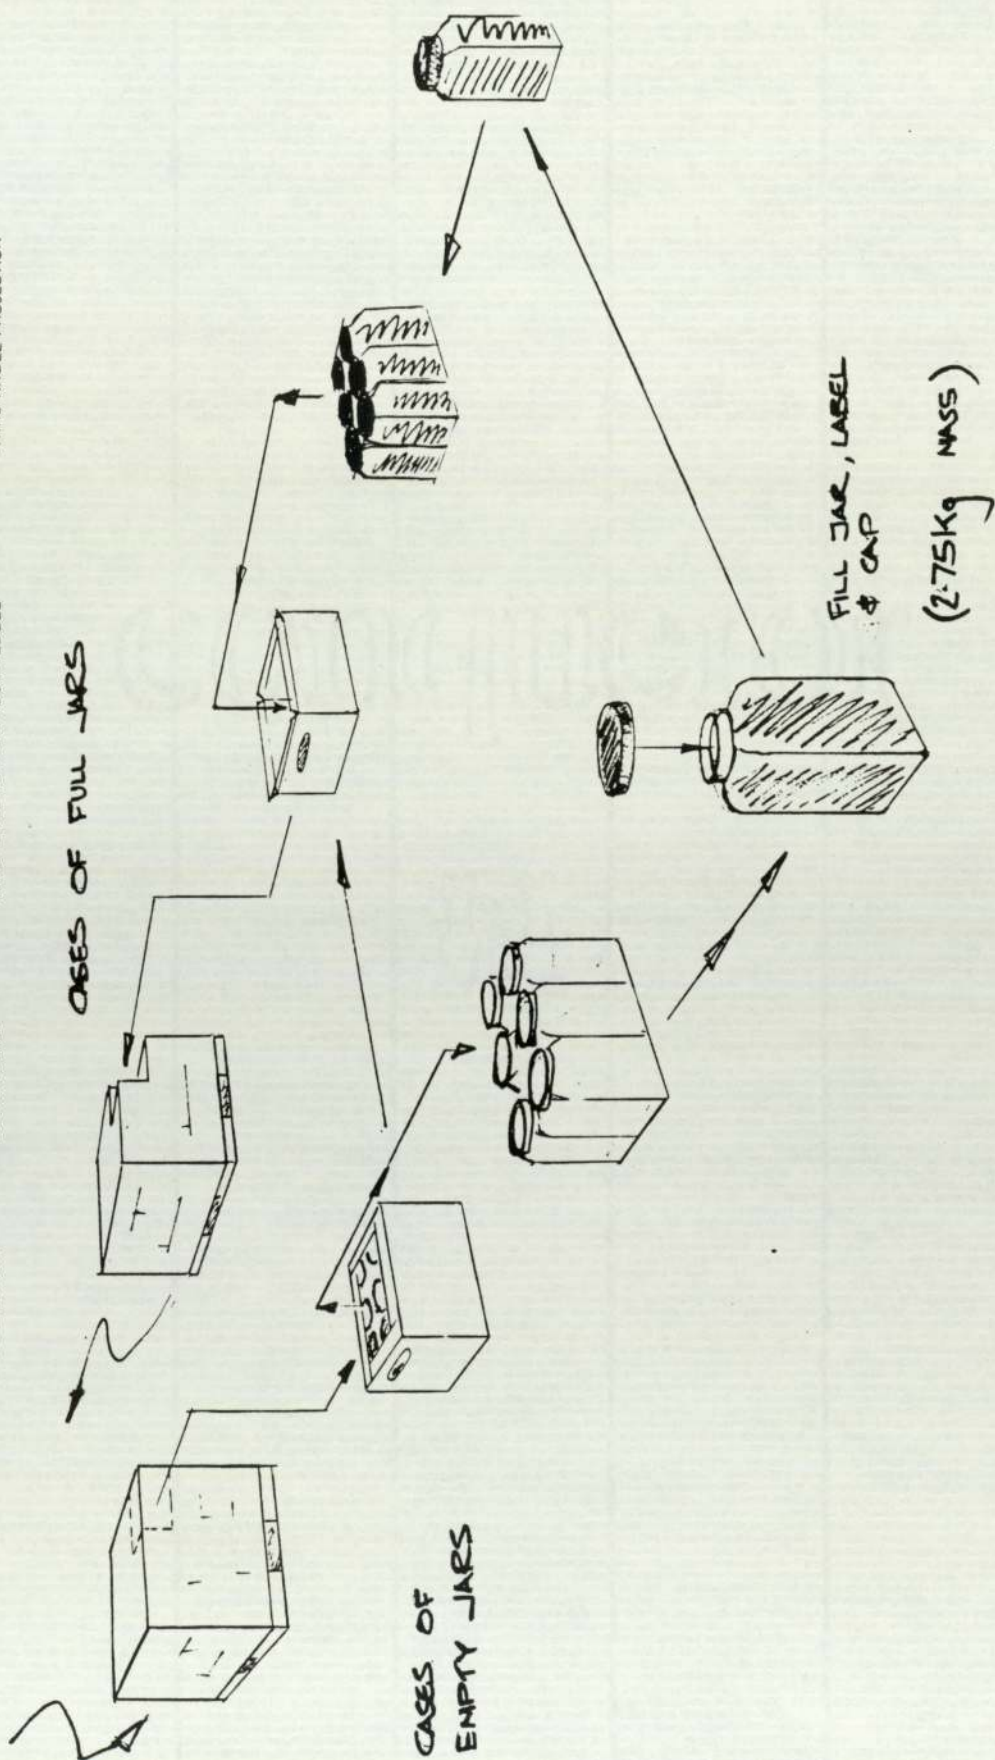 CASES OF FULL JARS
CASES OF
EMPTY JARS
FILL JAR, LABEL
& CAP
(2.75Kg MASS)